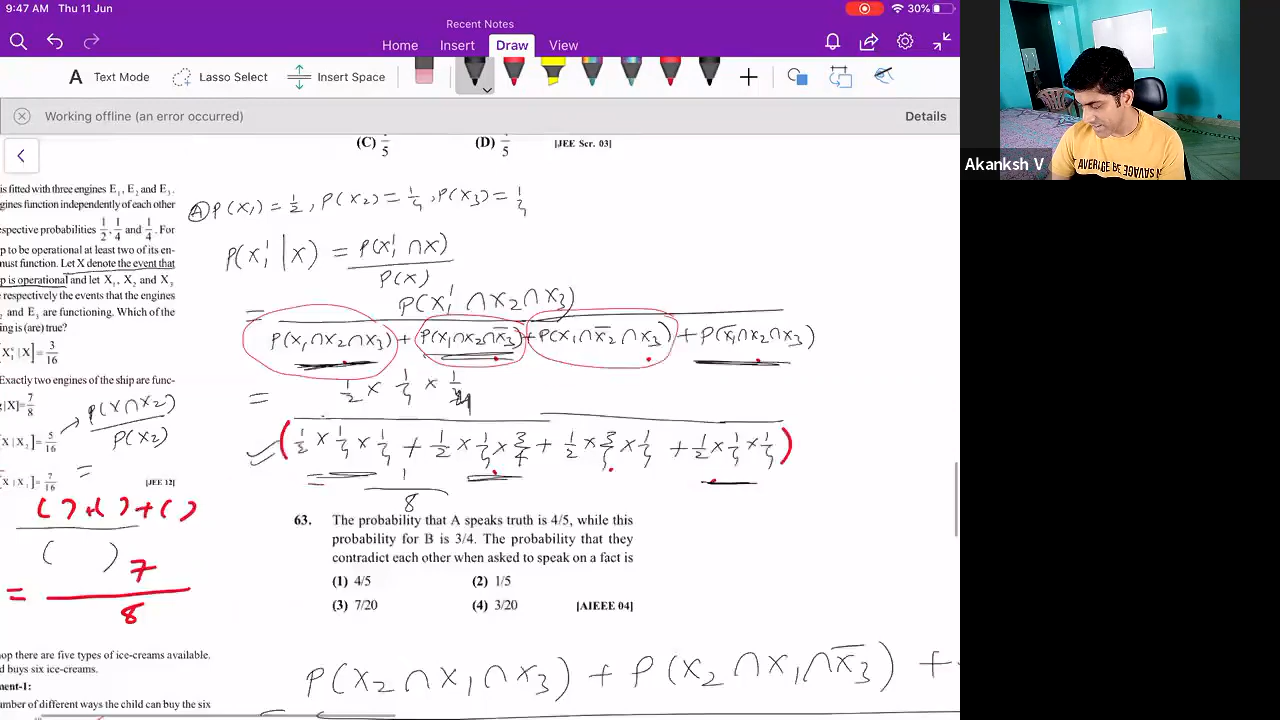 9:47 AM Thu 11 Jun
30%
Recent Notes
Home Insert Draw View
Text Mode Lasso Select Insert Space
Working offline (an error occurred) Details
Akanksh V
(C) 5 (D) 5 [JEE Scr. 03]
is fitted with three engines E1, E2 and E3.
gines function independently of each other
espective probabilities 1/2, 1/4 and 1/4. For
p to be operational at least two of its en-
must function. Let X denote the event that
p is operational and let X1, X2 and X3
e respectively the events that the engines
2 and E3 are functioning. Which of the
ing is (are) true?
X1ᶜ | X] = 3/16
Exactly two engines of the ship are func-
| X] = 7/8
X | X2] = 5/16
X | X1] = 7/16
[JEE 12]
P(X∩X2)
P(X2)
=
( ) + ( ) + ( )
( )
= 7/8
(A) P(X1) = 1/2, P(X2) = 1/4, P(X3) = 1/4
P(X1' | X) = P(X1' ∩ X) / P(X)
P(X1' ∩ X2 ∩ X3)
=
P(X1∩X2∩X3) + P(X1∩X2∩X̅3) + P(X1∩X̅2∩X3) + P(X̅1∩X2∩X3)
= 1/2 × 1/4 × 1/4
(1/2 × 1/4 × 1/4 + 1/2 × 1/4 × 3/4 + 1/2 × 3/4 × 1/4 + 1/2 × 1/4 × 1/4)
= 1/8
63. The probability that A speaks truth is 4/5, while this
probability for B is 3/4. The probability that they
contradict each other when asked to speak on a fact is
(1) 4/5 (2) 1/5
(3) 7/20 (4) 3/20 [AIEEE 04]
hop there are five types of ice-creams available.
d buys six ice-creams.
ment-1:
umber of different ways the child can buy the six
P(X2∩X1∩X3) + P(X2∩X1∩X̅3) +
=